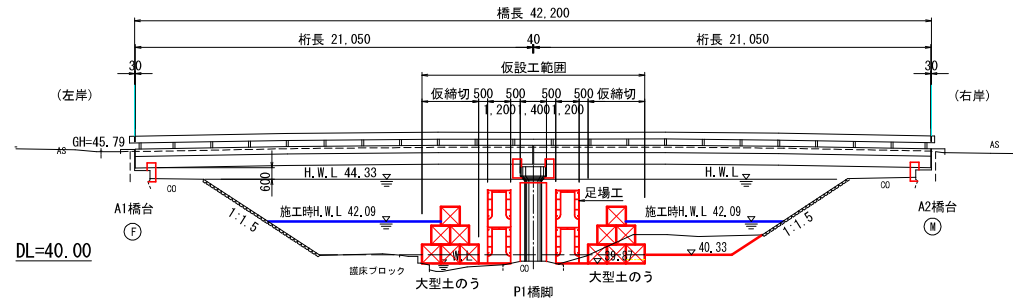 橋長 42,200
桁長 21,050
40
桁長 21,050
30
仮設工範囲
30
(左岸)
仮締切
500
500
500
500
仮締切
(右岸)
1,200
1,400
1,200
GH=45.79
AS
AS
600
H.W.L 44.33
H.W.L
CO
CO
足場工
A1橋台
施工時H.W.L 42.09
施工時H.W.L 42.09
A2橋台
F
1:1.5
1:1.5
M
DL=40.00
W.L
40.33
護床ブロック
CO
大型土のう
大型土のう
P1橋脚